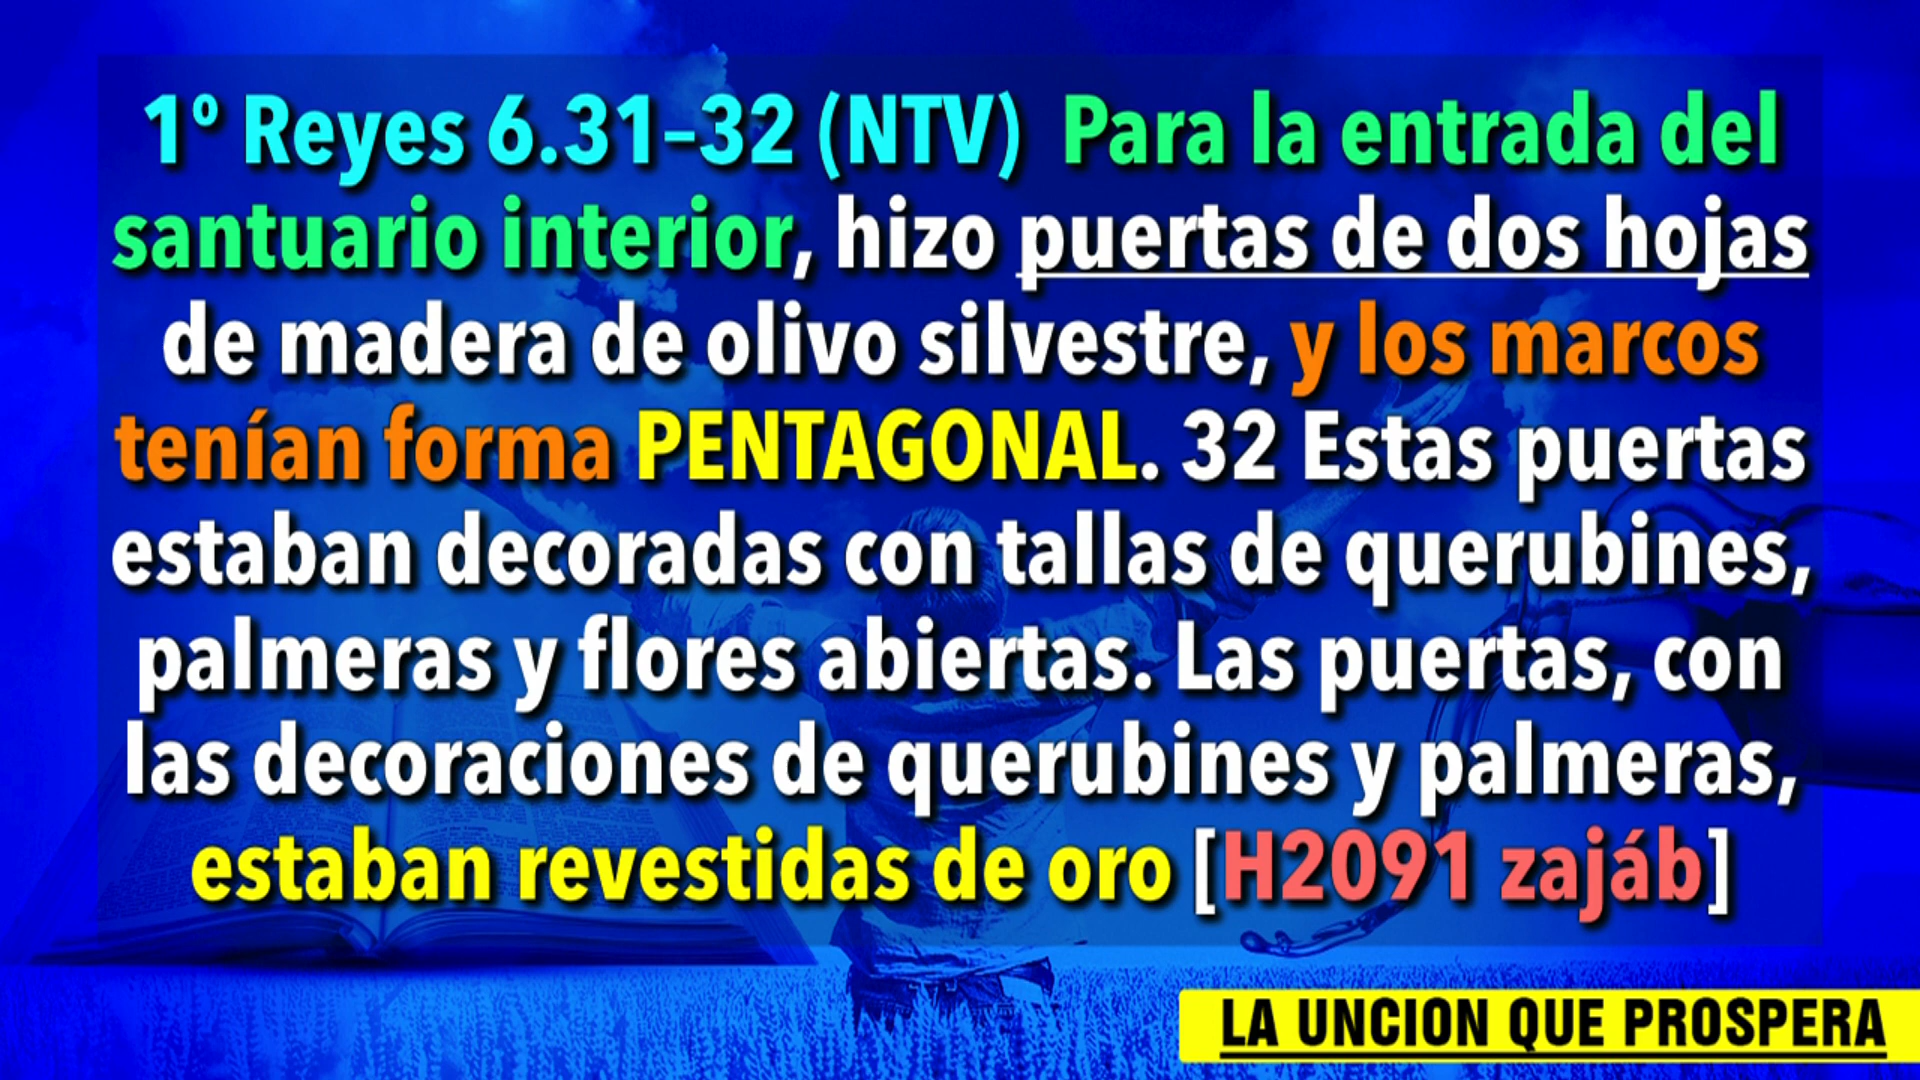 1º Reyes 6.31–32 (NTV)  Para la entrada del
santuario interior, hizo puertas de dos hojas
de madera de olivo silvestre, y los marcos
tenían forma PENTAGONAL. 32 Estas puertas
estaban decoradas con tallas de querubines,
palmeras y flores abiertas. Las puertas, con
las decoraciones de querubines y palmeras,
estaban revestidas de oro [H2091 zajáb]
LA UNCION QUE PROSPERA